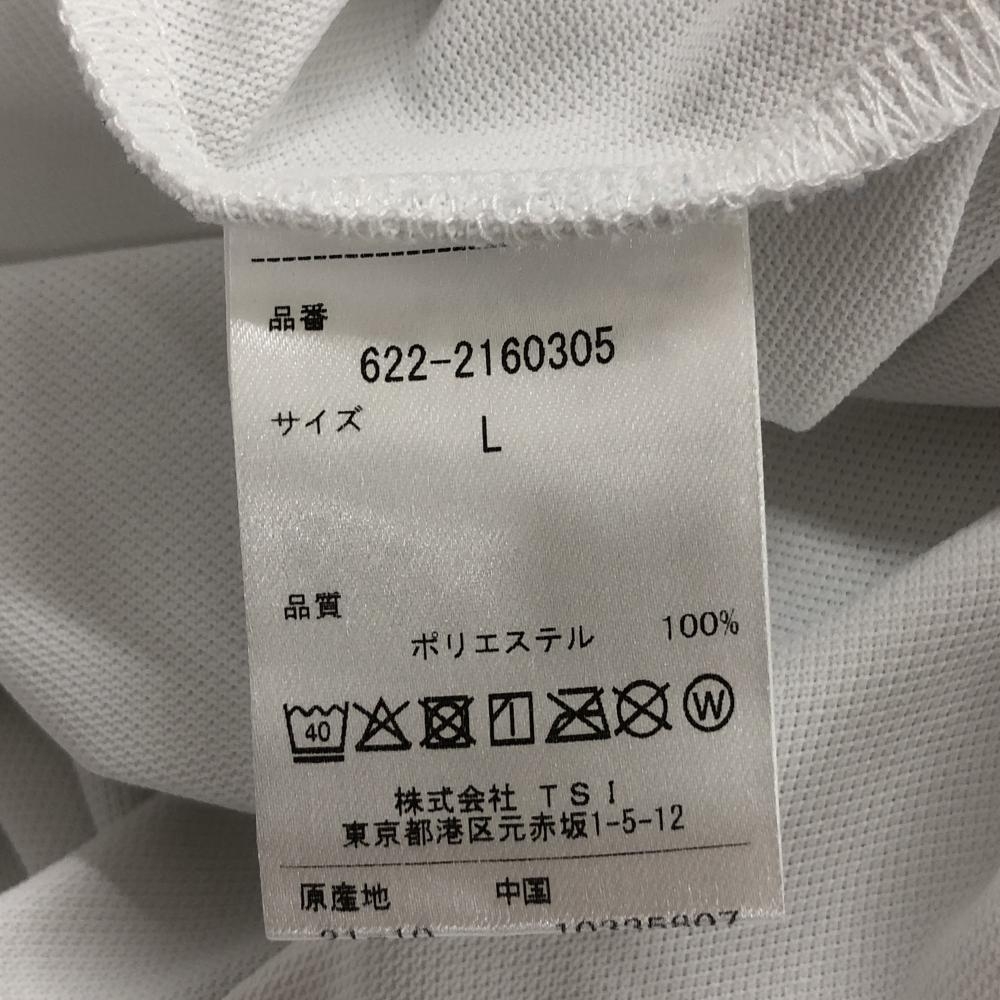 品番
622-2160305
サイズ L
品質
ポリエステル 100%
40 W
株式会社 TSI
東京都港区元赤坂1-5-12
原産地 中国